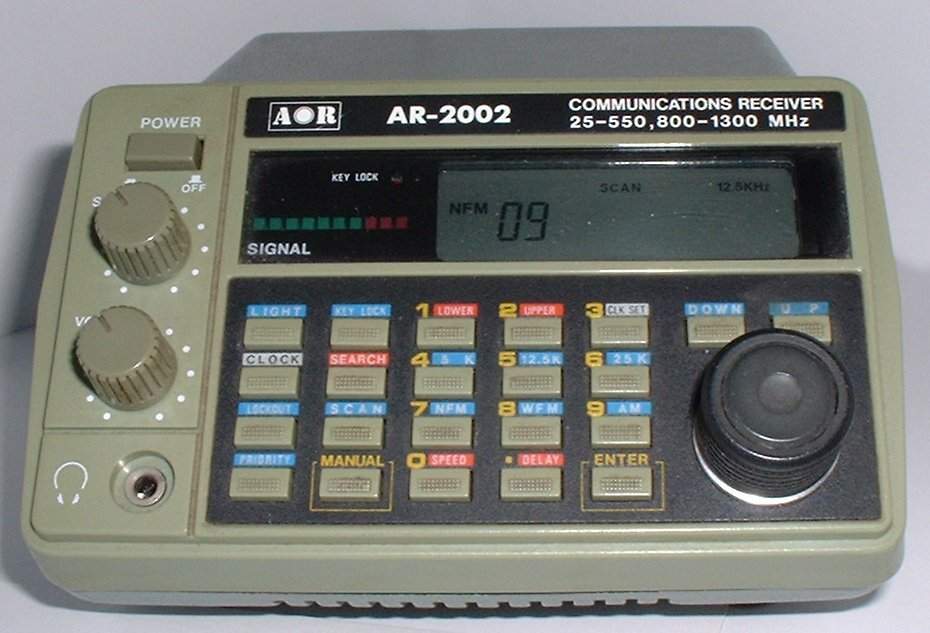 POWER
OFF
AOR AR-2002 COMMUNICATIONS RECEIVER
25-550,800-1300 MHz
KEY LOCK
SCAN 12.5KHz
NFM 09
SIGNAL
LIGHT KEY LOCK 1 LOWER 2 UPPER 3 CLK SET DOWN U P
CLOCK SEARCH 4 5 K 5 12.5K 6 25K
LOCKOUT SCAN 7 NFM 8 WFM 9 AM
PRIORITY MANUAL 0 SPEED • DELAY ENTER